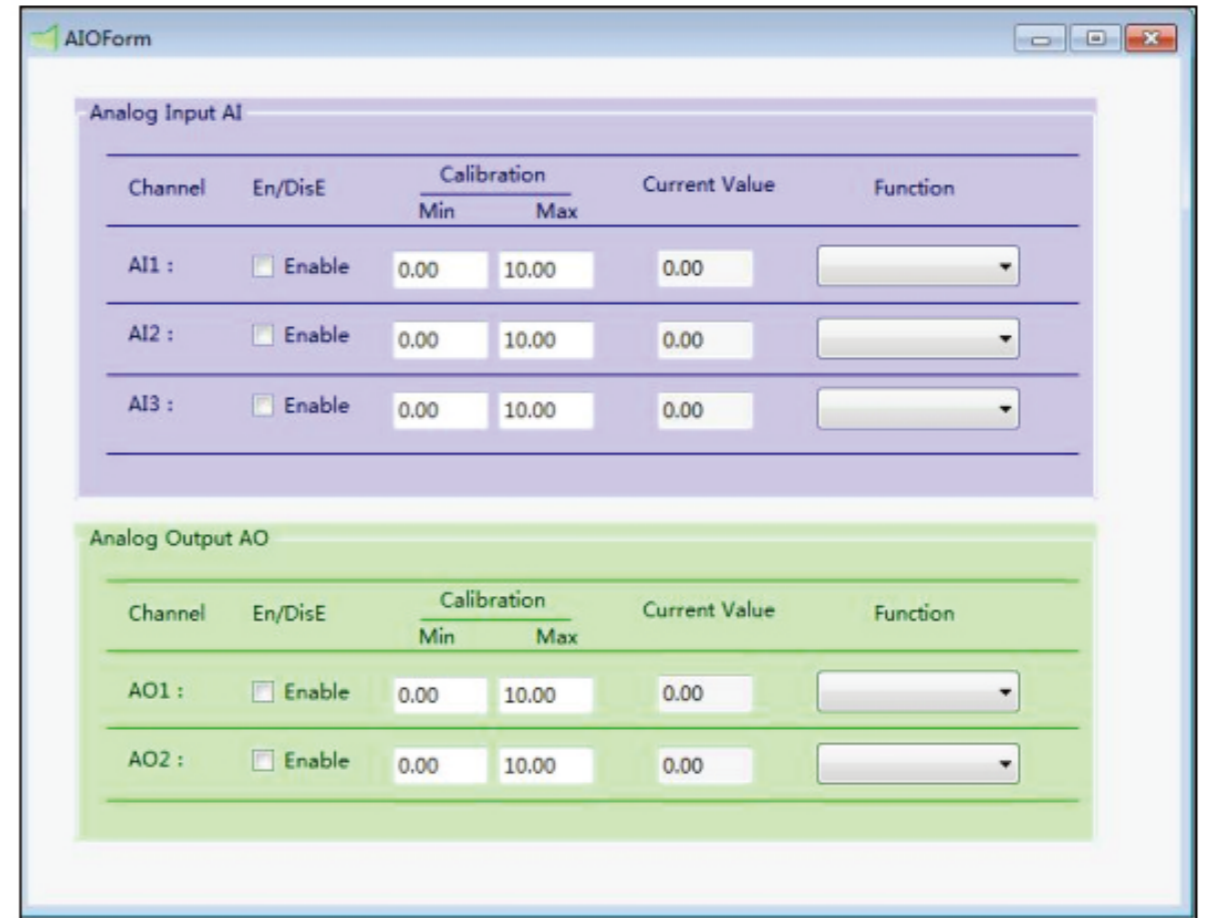 AIOForm
Analog Input AI
Channel En/DisE Calibration Current Value Function
Min Max
AI1 : Enable 0.00 10.00 0.00
AI2 : Enable 0.00 10.00 0.00
AI3 : Enable 0.00 10.00 0.00
Analog Output AO
Channel En/DisE Calibration Current Value Function
Min Max
AO1 : Enable 0.00 10.00 0.00
AO2 : Enable 0.00 10.00 0.00